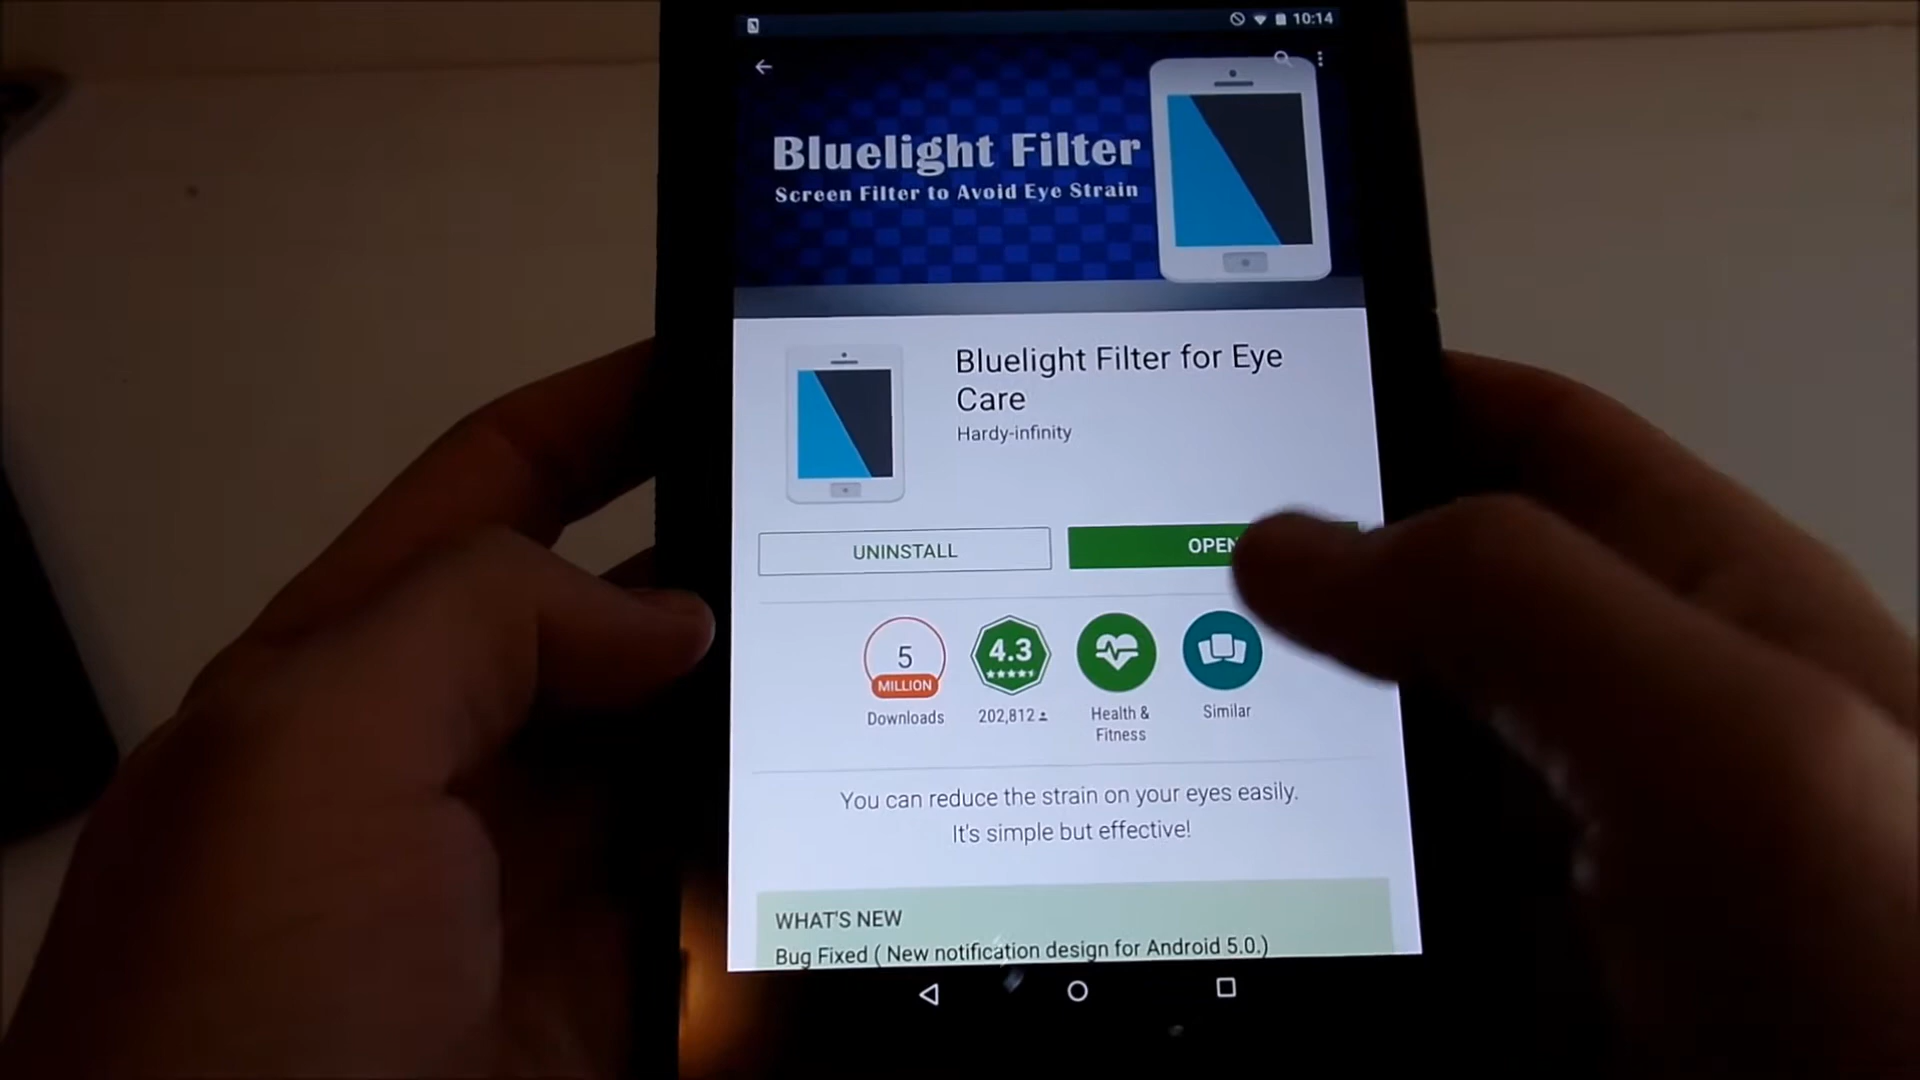 10:14
Bluelight Filter
Screen Filter to Avoid Eye Strain
Bluelight Filter for Eye
Care
Hardy-infinity
UNINSTALL
OPEN
5
MILLION
Downloads
4.3
202,812
Health &
Fitness
Similar
You can reduce the strain on your eyes easily.
It's simple but effective!
WHAT'S NEW
Bug Fixed ( New notification design for Android 5.0.)